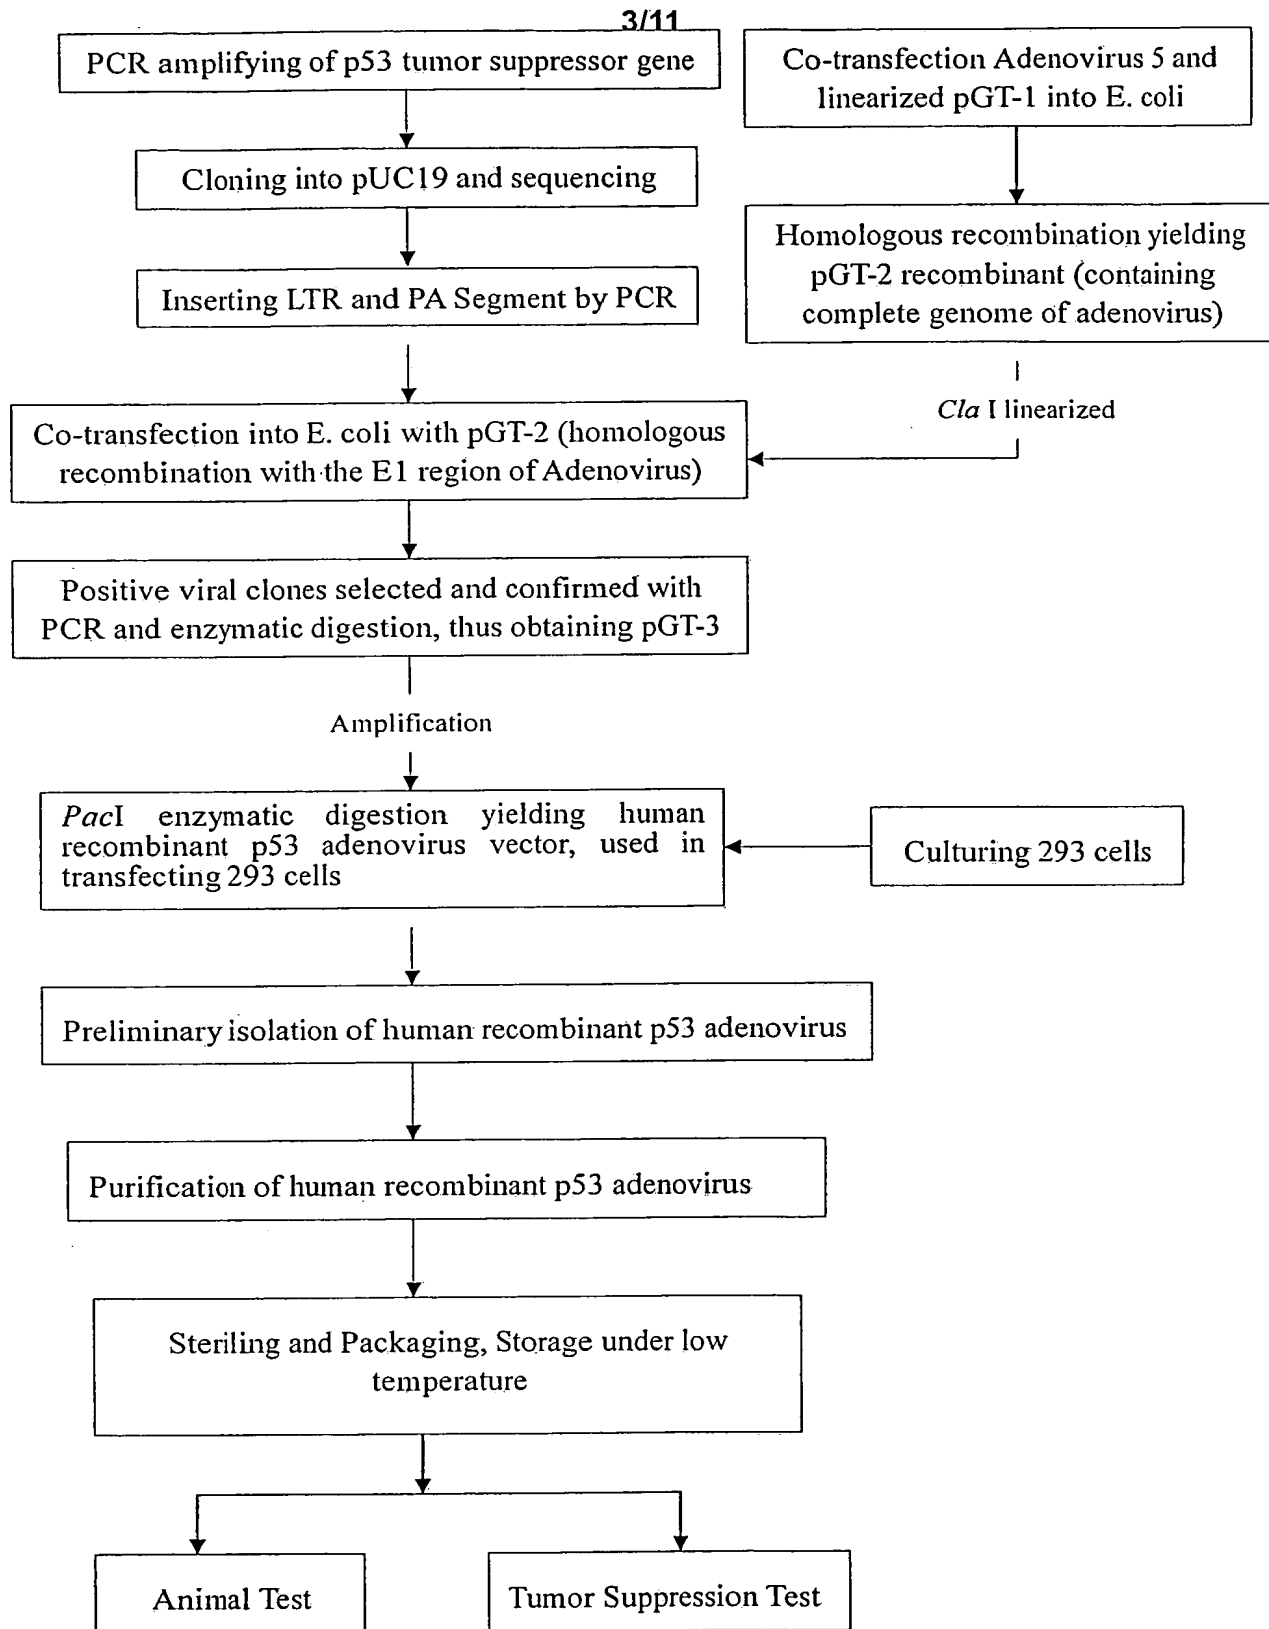 3/11
PCR amplifying of p53 tumor suppressor gene
Co-transfection Adenovirus 5 and
linearized pGT-1 into E. coli
Cloning into pUC19 and sequencing
Homologous recombination yielding
pGT-2 recombinant (containing
complete genome of adenovirus)
Inserting LTR and PA Segment by PCR
Cla I linearized
Co-transfection into E. coli with pGT-2 (homologous
recombination with the E1 region of Adenovirus)
Positive viral clones selected and confirmed with
PCR and enzymatic digestion, thus obtaining pGT-3
Amplification
PacI enzymatic digestion yielding human
recombinant p53 adenovirus vector, used in
transfecting 293 cells
Culturing 293 cells
Preliminary isolation of human recombinant p53 adenovirus
Purification of human recombinant p53 adenovirus
Steriling and Packaging, Storage under low
temperature
Animal Test
Tumor Suppression Test